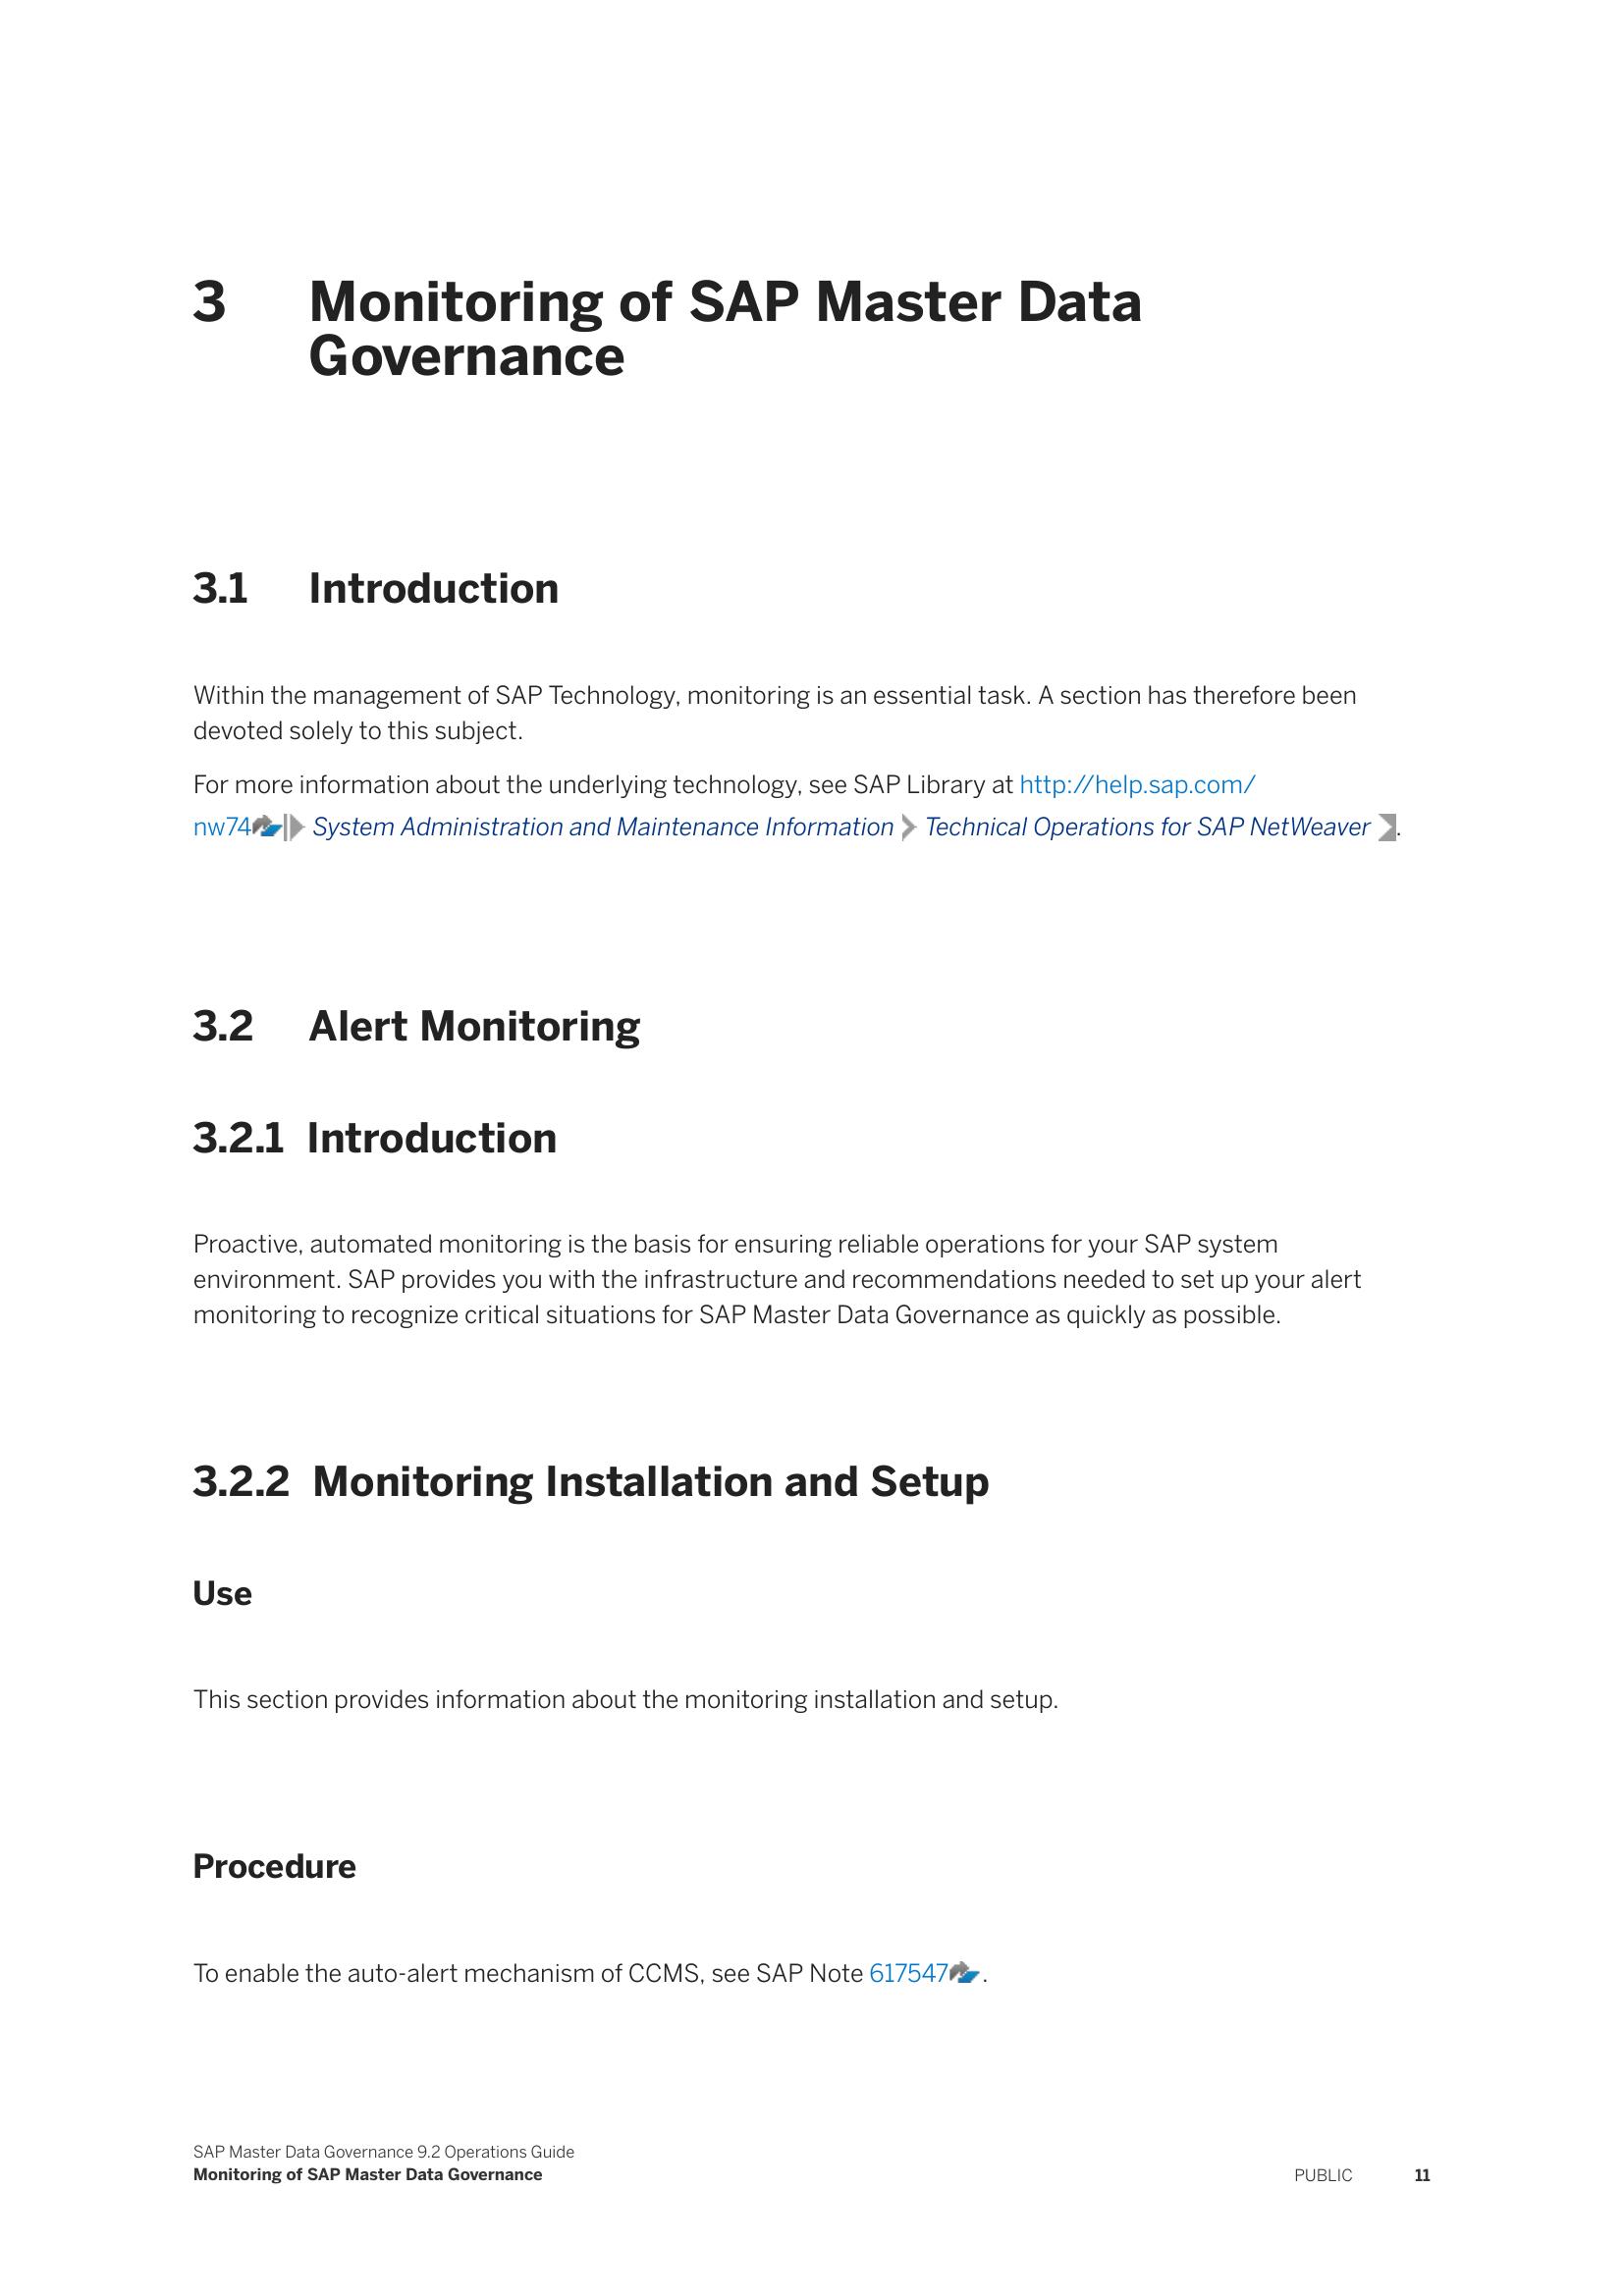 3 Monitoring of SAP Master Data
Governance
3.1 Introduction
Within the management of SAP Technology, monitoring is an essential task. A section has therefore been
devoted solely to this subject.
For more information about the underlying technology, see SAP Library at http://help.sap.com/
nw74 System Administration and Maintenance Information Technical Operations for SAP NetWeaver .
3.2 Alert Monitoring
3.2.1 Introduction
Proactive, automated monitoring is the basis for ensuring reliable operations for your SAP system
environment. SAP provides you with the infrastructure and recommendations needed to set up your alert
monitoring to recognize critical situations for SAP Master Data Governance as quickly as possible.
3.2.2 Monitoring Installation and Setup
Use
This section provides information about the monitoring installation and setup.
Procedure
To enable the auto-alert mechanism of CCMS, see SAP Note 617547 .
SAP Master Data Governance 9.2 Operations Guide
Monitoring of SAP Master Data Governance PUBLIC 11